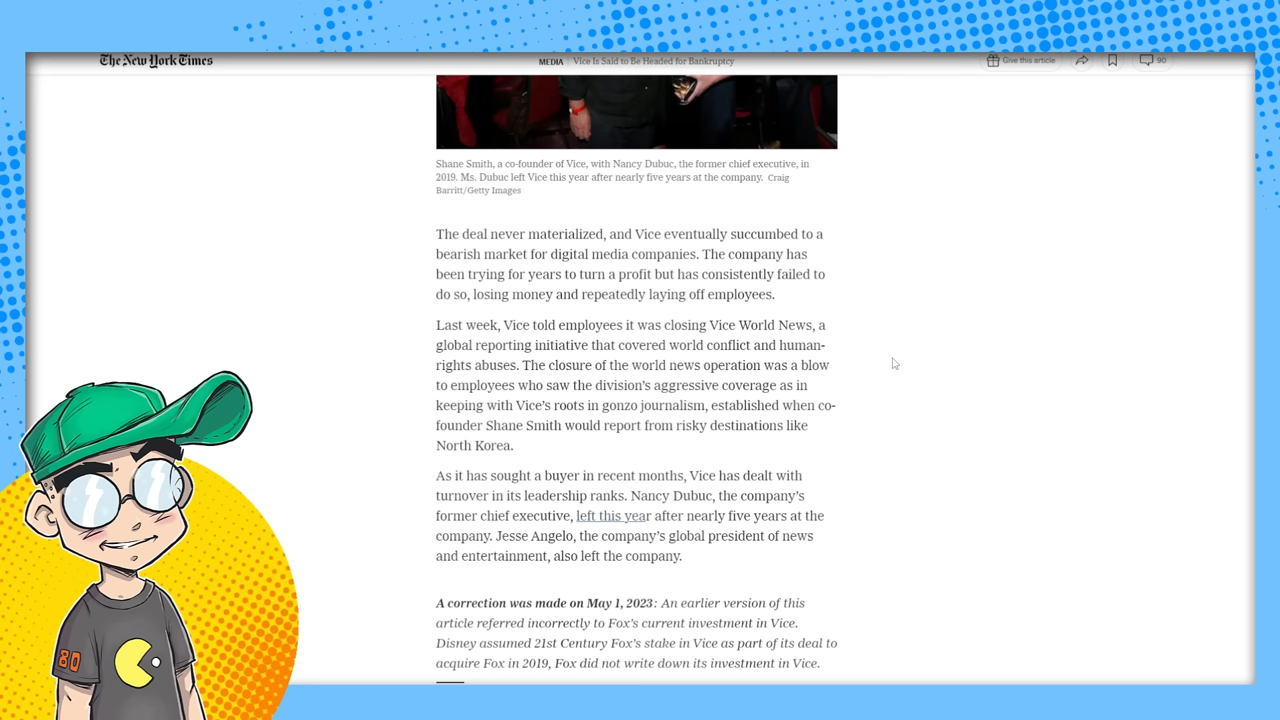 The New York Times
MEDIA | Vice Is Said to Be Headed for Bankruptcy
Give this article
90
Shane Smith, a co-founder of Vice, with Nancy Dubuc, the former chief executive, in
2019. Ms. Dubuc left Vice this year after nearly five years at the company. Craig
Barritt/Getty Images
The deal never materialized, and Vice eventually succumbed to a
bearish market for digital media companies. The company has
been trying for years to turn a profit but has consistently failed to
do so, losing money and repeatedly laying off employees.
Last week, Vice told employees it was closing Vice World News, a
global reporting initiative that covered world conflict and human-
rights abuses. The closure of the world news operation was a blow
to employees who saw the division's aggressive coverage as in
keeping with Vice's roots in gonzo journalism, established when co-
founder Shane Smith would report from risky destinations like
North Korea.
As it has sought a buyer in recent months, Vice has dealt with
turnover in its leadership ranks. Nancy Dubuc, the company's
former chief executive, left this year after nearly five years at the
company. Jesse Angelo, the company's global president of news
and entertainment, also left the company.
A correction was made on May 1, 2023: An earlier version of this
article referred incorrectly to Fox's current investment in Vice.
Disney assumed 21st Century Fox's stake in Vice as part of its deal to
acquire Fox in 2019, Fox did not write down its investment in Vice.
80